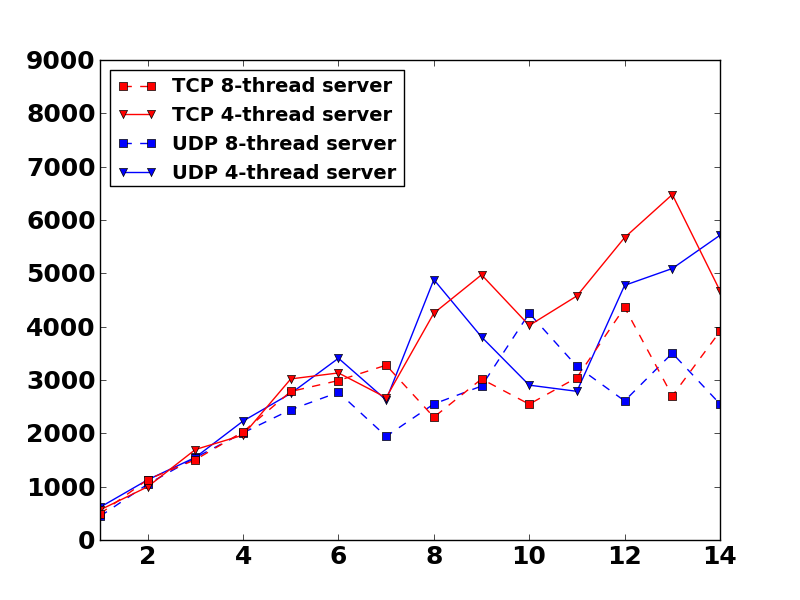 9000
8000
7000
6000
5000
4000
3000
2000
1000
0
TCP 8-thread server
TCP 4-thread server
UDP 8-thread server
UDP 4-thread server
2 4 6 8 10 12 14